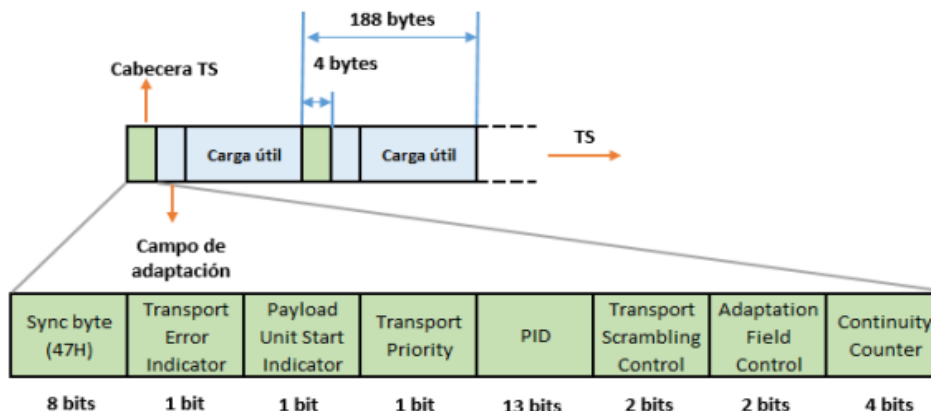 188 bytes
4 bytes
Cabecera TS
Carga útil
Carga útil
TS
Campo de
adaptación
Sync byte
(47H)
Transport
Error
Indicator
Payload
Unit Start
Indicator
Transport
Priority
PID
Transport
Scrambling
Control
Adaptation
Field
Control
Continuity
Counter
8 bits
1 bit
1 bit
1 bit
13 bits
2 bits
2 bits
4 bits